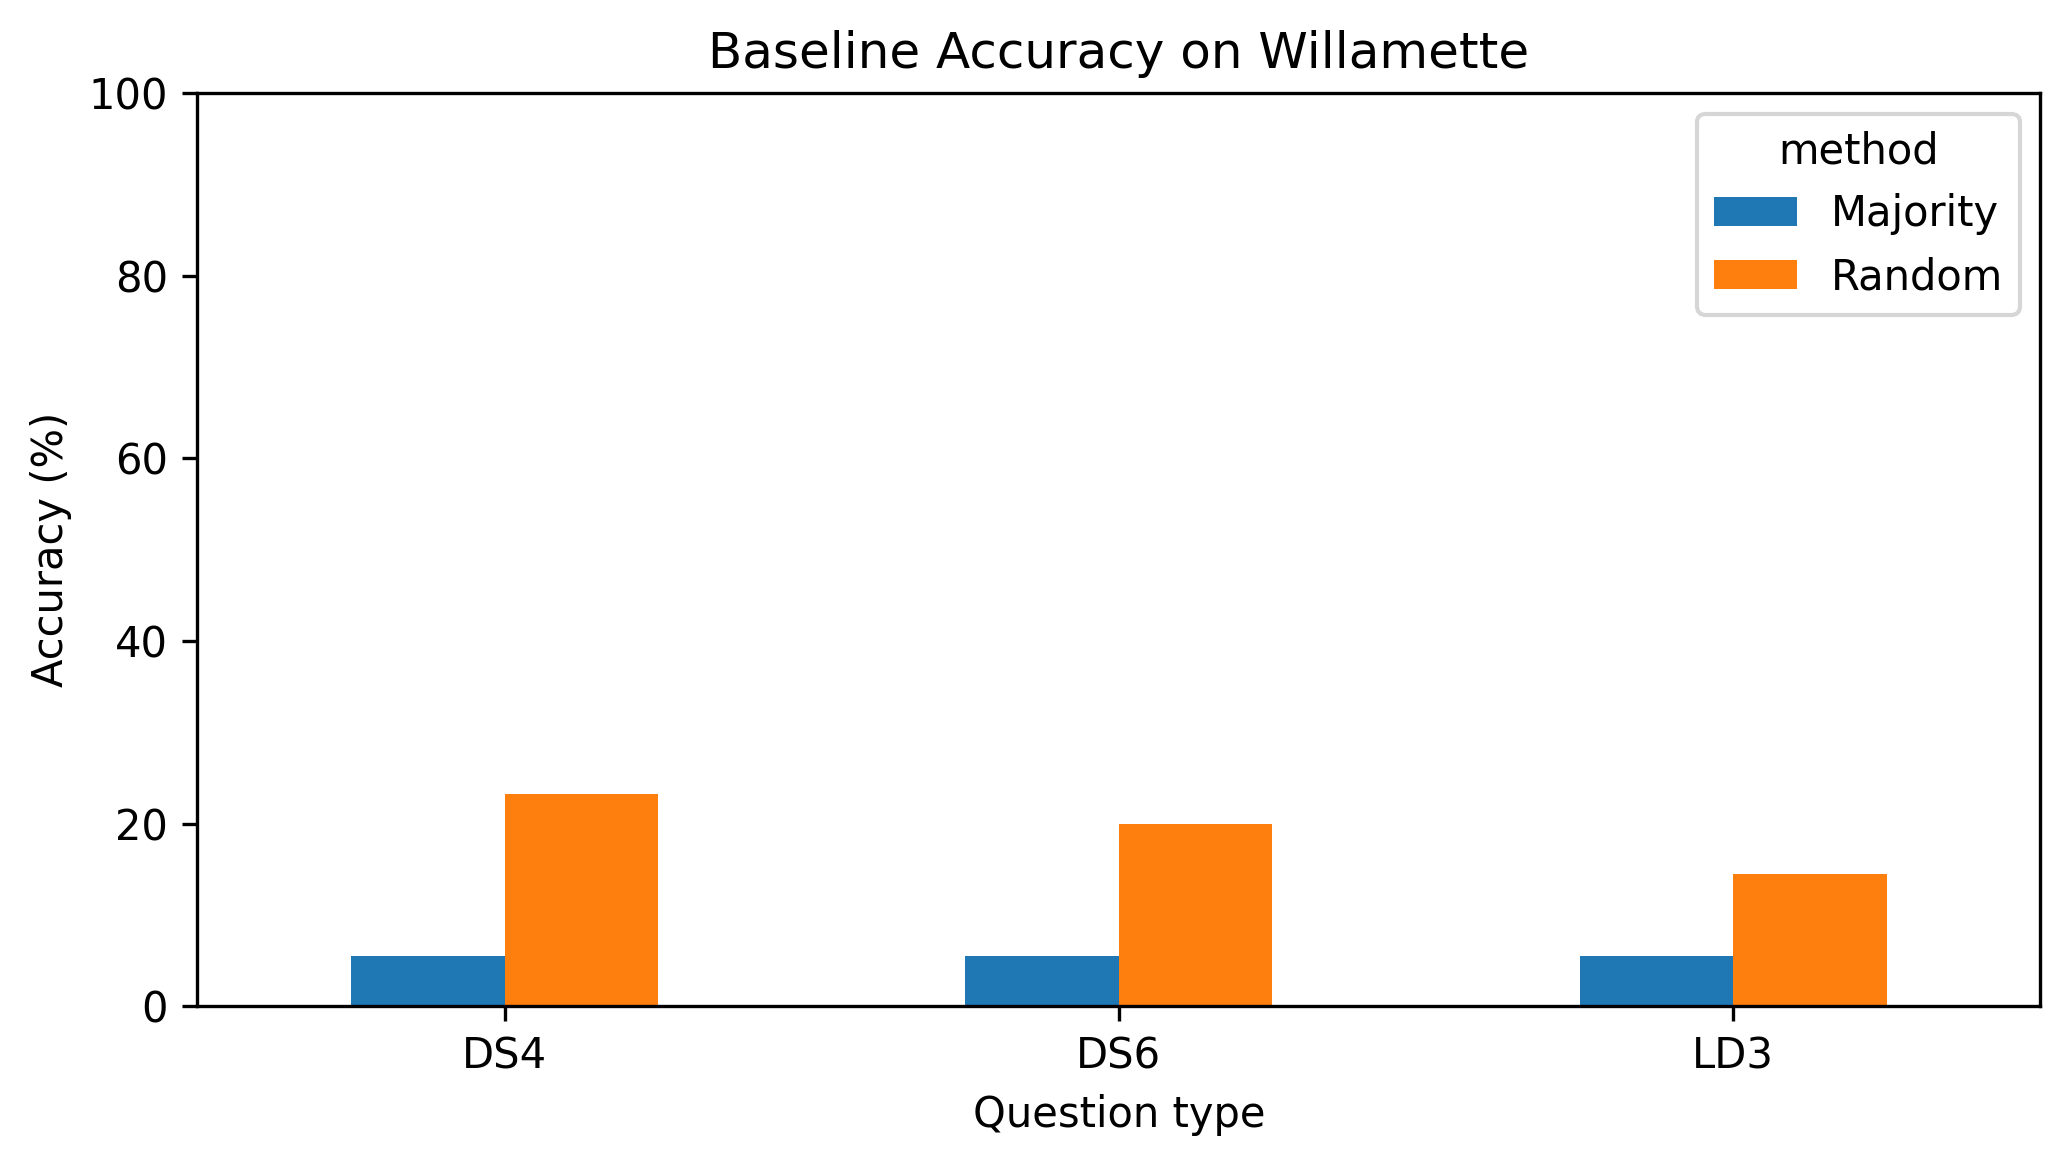 Baseline Accuracy on Willamette
Accuracy (%)
100
80
60
40
20
0
method
Majority
Random
DS4
DS6
LD3
Question type